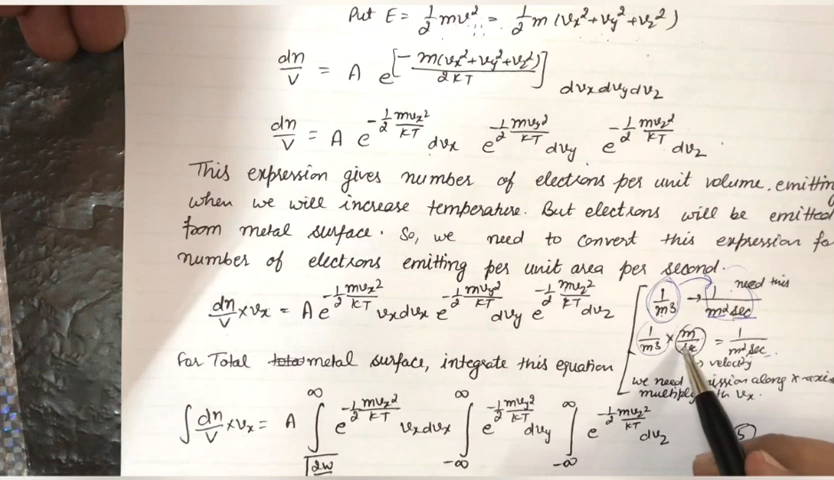 Put E = 1/2 mv² = 1/2 m (vx²+vy²+vz²)
dn/V = A e^[-m(vx²+vy²+vz²)/2KT] dvx dvy dvz
dn/V = A e^(-1/2 mvx²/KT) dvx e^(-1/2 mvy²/KT) dvy e^(-1/2 mvz²/KT) dvz
This expression gives number of electrons per unit volume. emitting
when we will increase temperature. But electrons will be emitted
from metal surface. So, we need to convert this expression for
number of electrons emitting per unit area per second.
dn/V × vx = A e^(-1/2 mvx²/KT) vx dvx e^(-1/2 mvy²/KT) dvy e^(-1/2 mvz²/KT) dvz
1/m3 → 1/m² sec need this
1/m3 × m = 1/m² sec
velocity
For Total metal surface, integrate this equation
we need along x-axis
multiply vx.
∫ dn/V × vx = A ∫_√2w^∞ e^(-1/2 mvx²/KT) vx dvx ∫_-∞^∞ e^(-1/2 mvy²/KT) dvy ∫_-∞^∞ e^(-1/2 mvz²/KT) dvz 5)